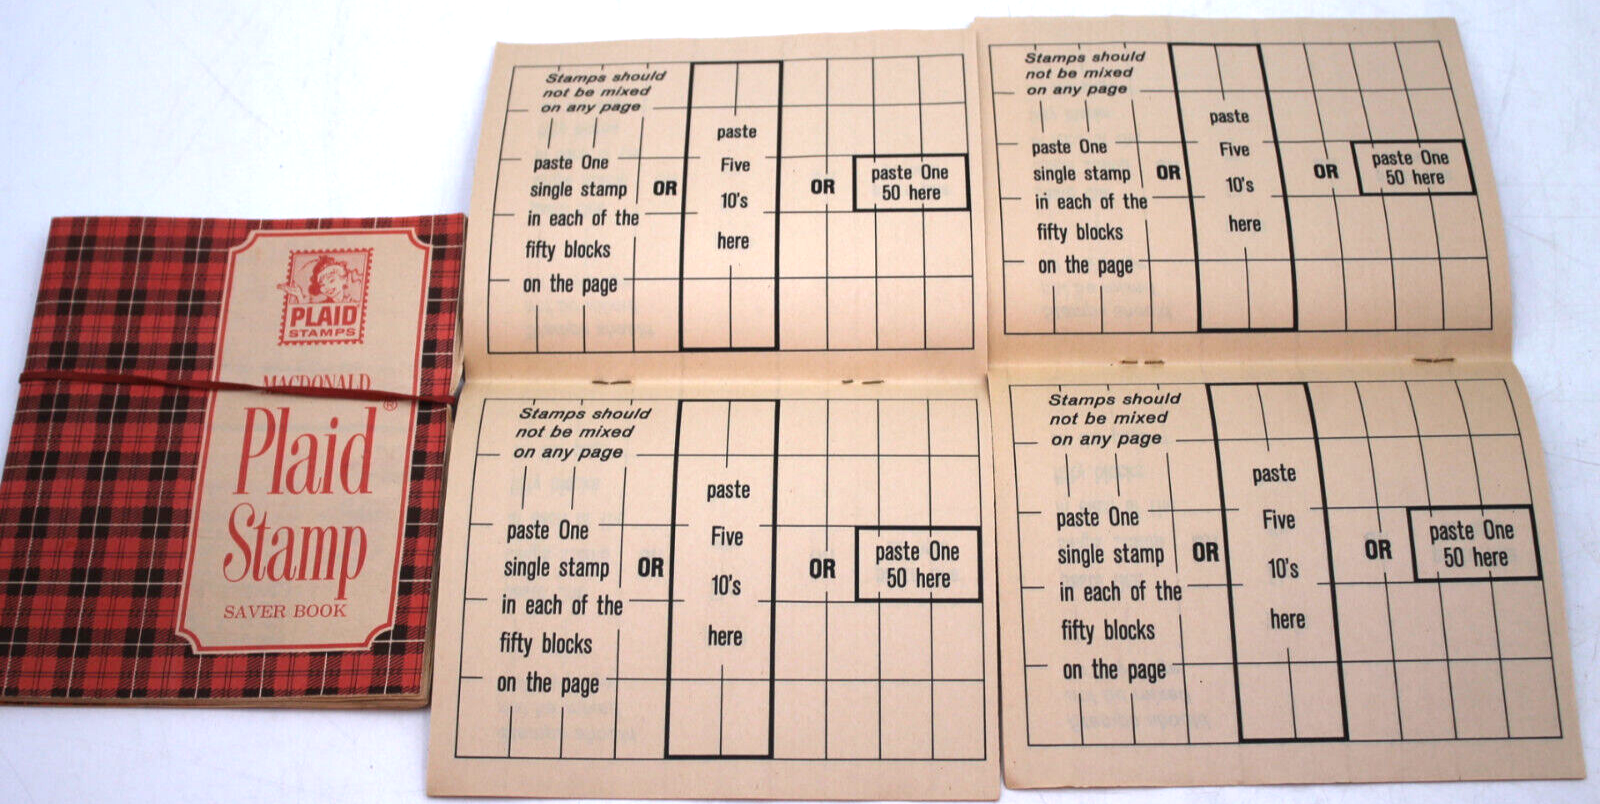 PLAID
STAMPS
MACDONALD
Plaid ®
Stamp
SAVER BOOK
Stamps should
not be mixed
on any page
paste One
single stamp
in each of the
fifty blocks
on the page
OR
paste
Five
10's
here
OR
paste One
50 here
Stamps should
not be mixed
on any page
paste One
single stamp
in each of the
fifty blocks
on the page
OR
paste
Five
10's
here
OR
paste One
50 here
Stamps should
not be mixed
on any page
paste One
single stamp
in each of the
fifty blocks
on the page
OR
paste
Five
10's
here
OR
paste One
50 here
Stamps should
not be mixed
on any page
paste One
single stamp
in each of the
fifty blocks
on the page
OR
paste
Five
10's
here
OR
paste One
50 here